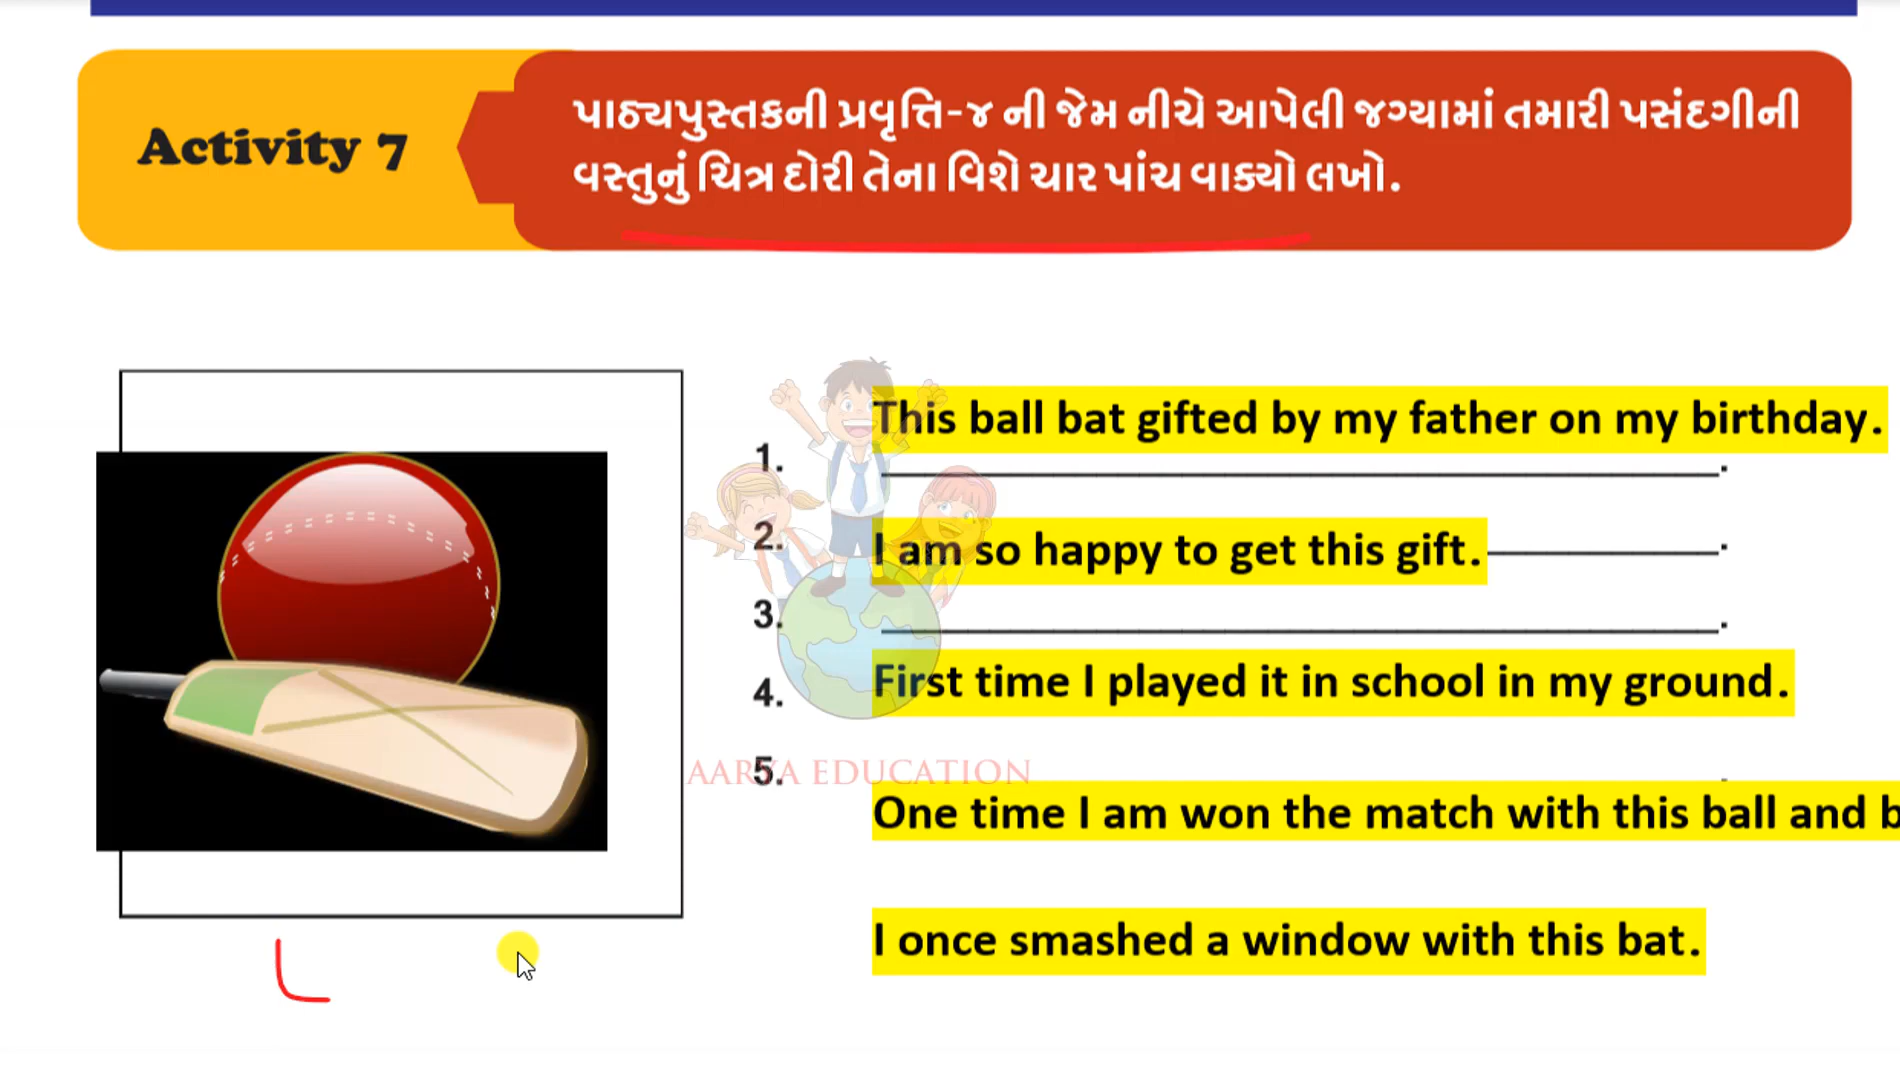 Activity 7
પાઠ્યપુસ્તકની પ્રવૃત્તિ-૪ ની જેમ નીચે આપેલી જગ્યામાં તમારી પસંદગીની
વસ્તુનું ચિત્ર દોરી તેના વિશે ચાર પાંચ વાક્યો લખો.
This ball bat gifted by my father on my birthday.
1.
2. I am so happy to get this gift.
3.
4. First time I played it in school in my ground.
5.
AARYA EDUCATION
One time I am won the match with this ball and
I once smashed a window with this bat.